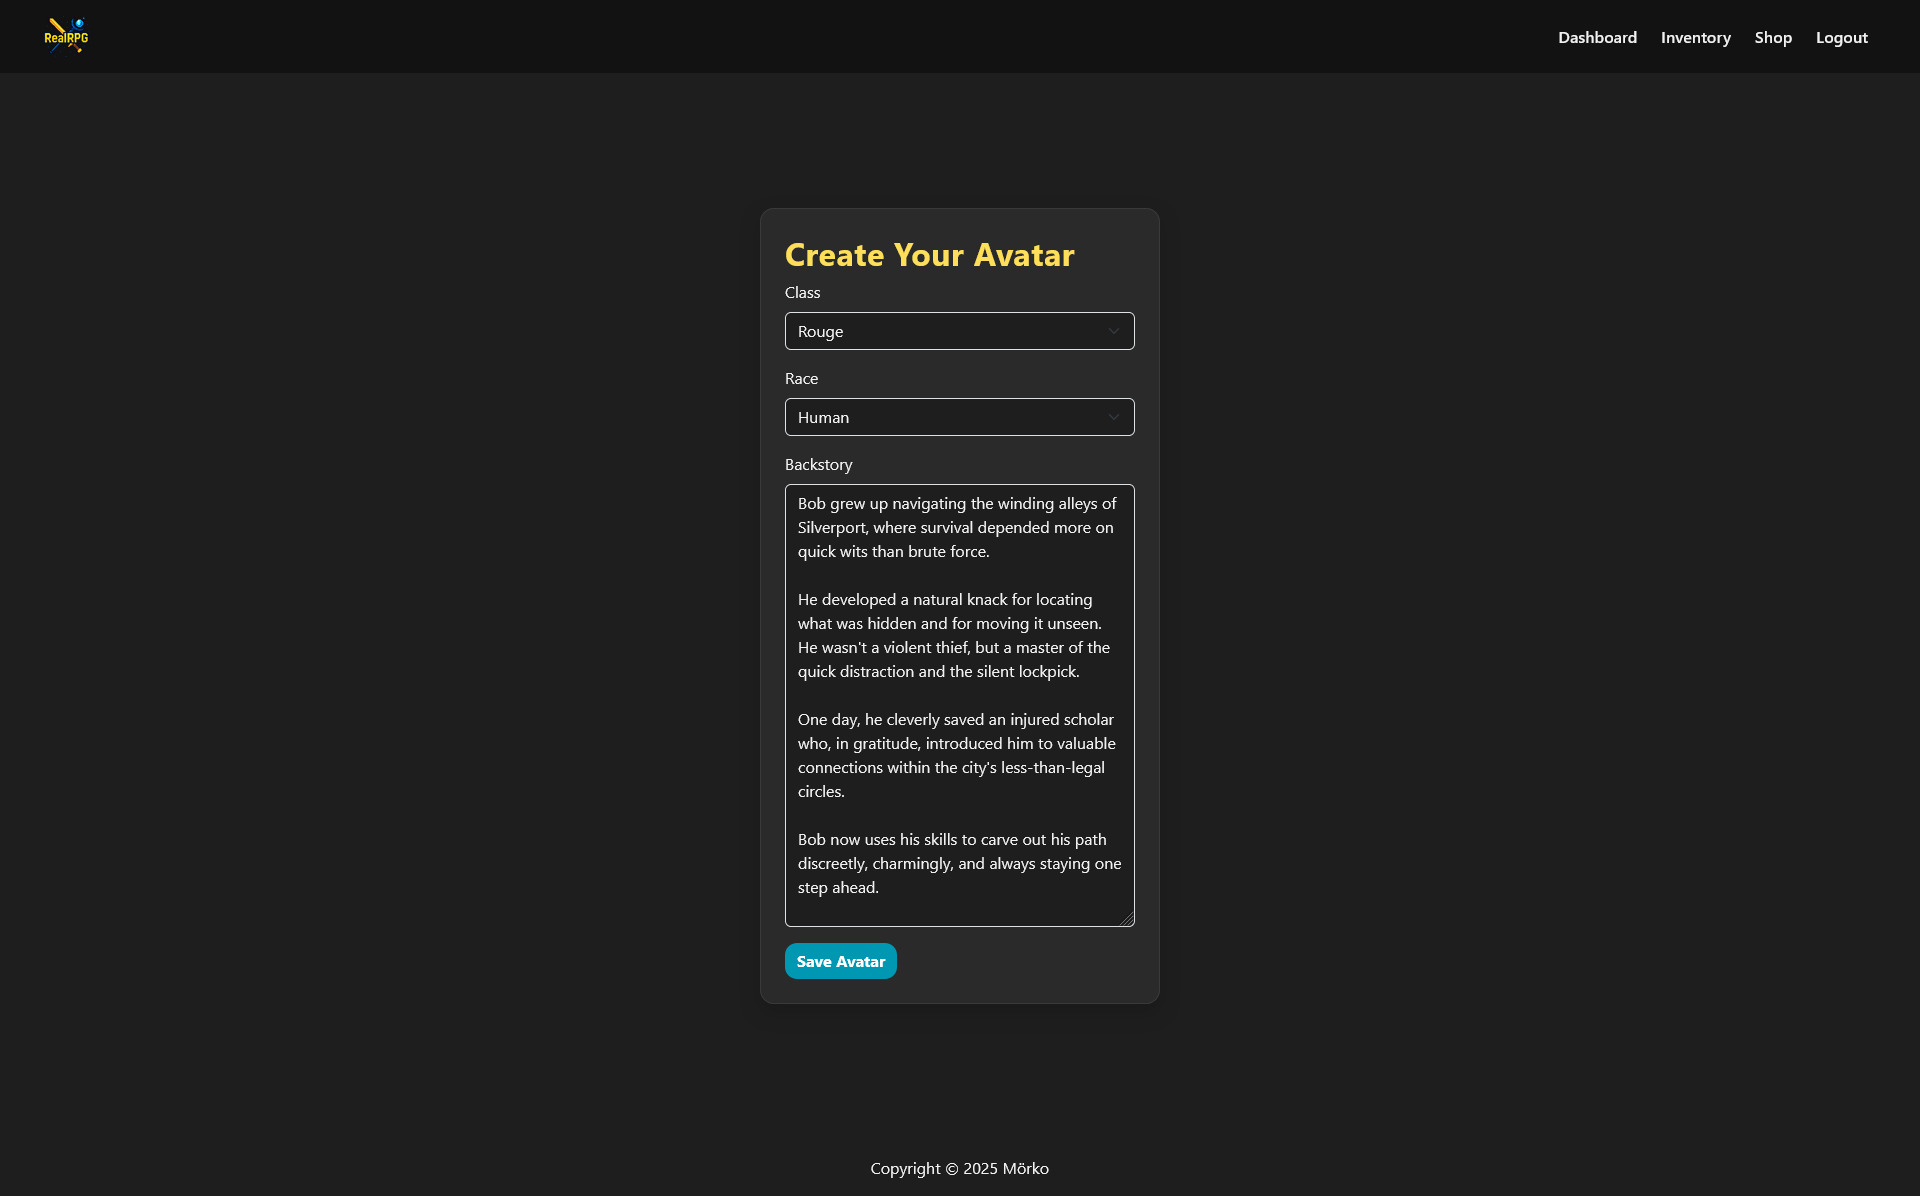 RealRPG
Dashboard Inventory Shop Logout
Create Your Avatar
Class
Rouge
Race
Human
Backstory
Bob grew up navigating the winding alleys of
Silverport, where survival depended more on
quick wits than brute force.
He developed a natural knack for locating
what was hidden and for moving it unseen.
He wasn't a violent thief, but a master of the
quick distraction and the silent lockpick.
One day, he cleverly saved an injured scholar
who, in gratitude, introduced him to valuable
connections within the city's less-than-legal
circles.
Bob now uses his skills to carve out his path
discreetly, charmingly, and always staying one
step ahead.
Save Avatar
Copyright © 2025 Mörko